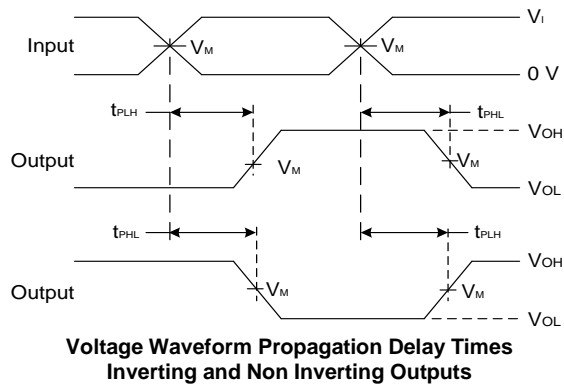 VI
Input
VM
VM
0 V
tPLH
tPHL
VOH
Output
VM
VM
VOL
tPHL
tPLH
VOH
Output
VM
VM
VOL
Voltage Waveform Propagation Delay Times
Inverting and Non Inverting Outputs